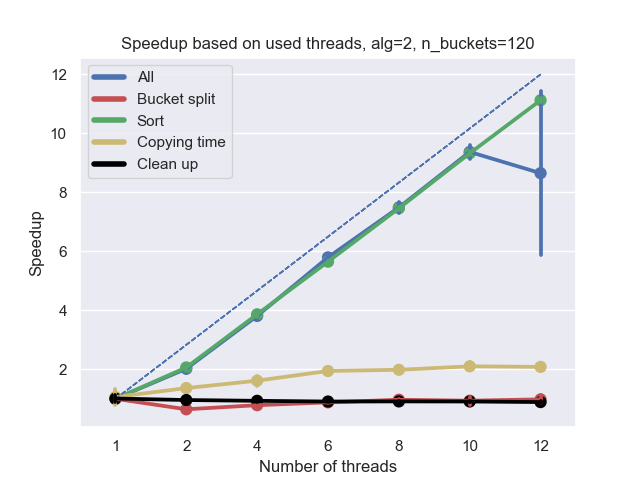 Speedup based on used threads, alg=2, n_buckets=120
All
Bucket split
Sort
Copying time
Clean up
12
10
8
6
4
2
Speedup
1 2 4 6 8 10 12
Number of threads